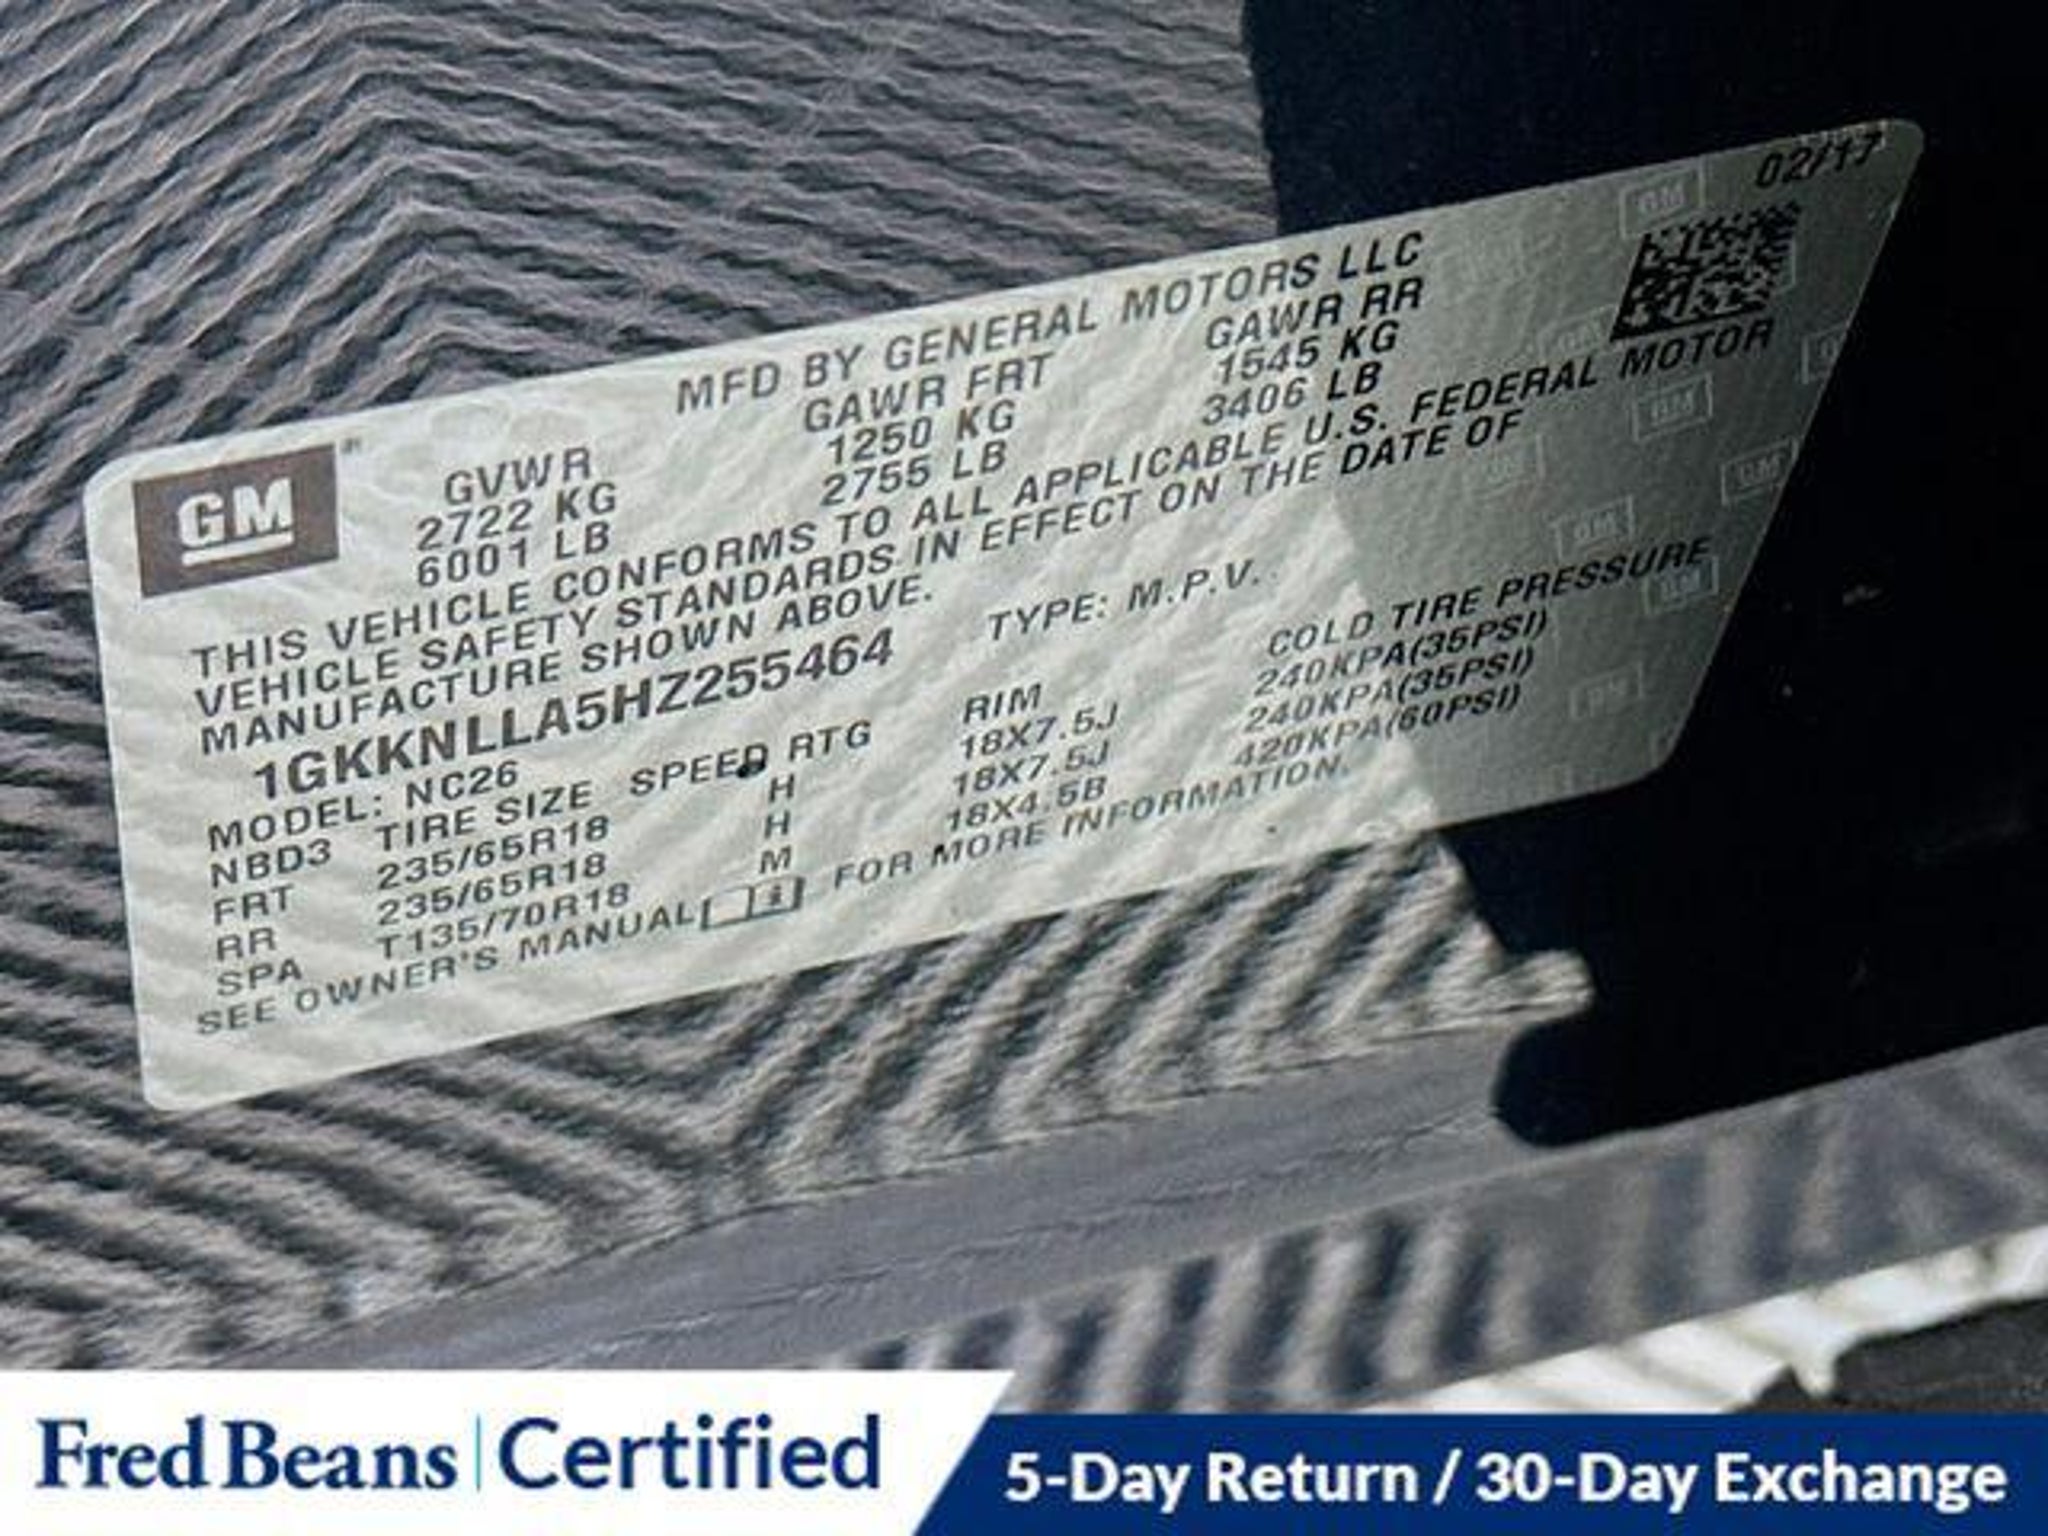 02/17
MFD BY GENERAL MOTORS LLC
GM
GVWR GAWR FRT GAWR RR
2722 KG 1250 KG 1545 KG
6001 LB 2755 LB 3406 LB
THIS VEHICLE CONFORMS TO ALL APPLICABLE U.S. FEDERAL MOTOR
VEHICLE SAFETY STANDARDS IN EFFECT ON THE DATE OF
MANUFACTURE SHOWN ABOVE.
1GKKNLLA5HZ255464 TYPE: M.P.V.
MODEL: NC26
NBD3 TIRE SIZE SPEED RTG RIM COLD TIRE PRESSURE
FRT 235/65R18 H 18X7.5J 240KPA(35PSI)
RR 235/65R18 H 18X7.5J 240KPA(35PSI)
SPA T135/70R18 M 18X4.5B 420KPA(60PSI)
SEE OWNER'S MANUAL FOR MORE INFORMATION.
Fred Beans | Certified
5-Day Return / 30-Day Exchange